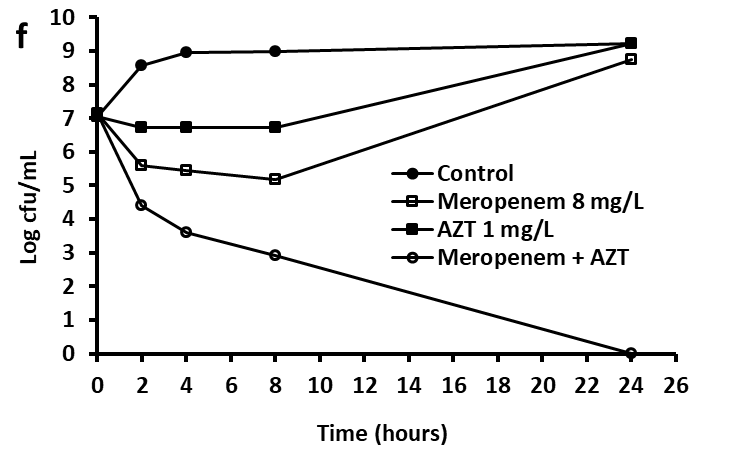 f
10
9
8
7
6
5
4
3
2
1
0
Log cfu/mL
Control
Meropenem 8 mg/L
AZT 1 mg/L
Meropenem + AZT
0 2 4 6 8 10 12 14 16 18 20 22 24 26
Time (hours)